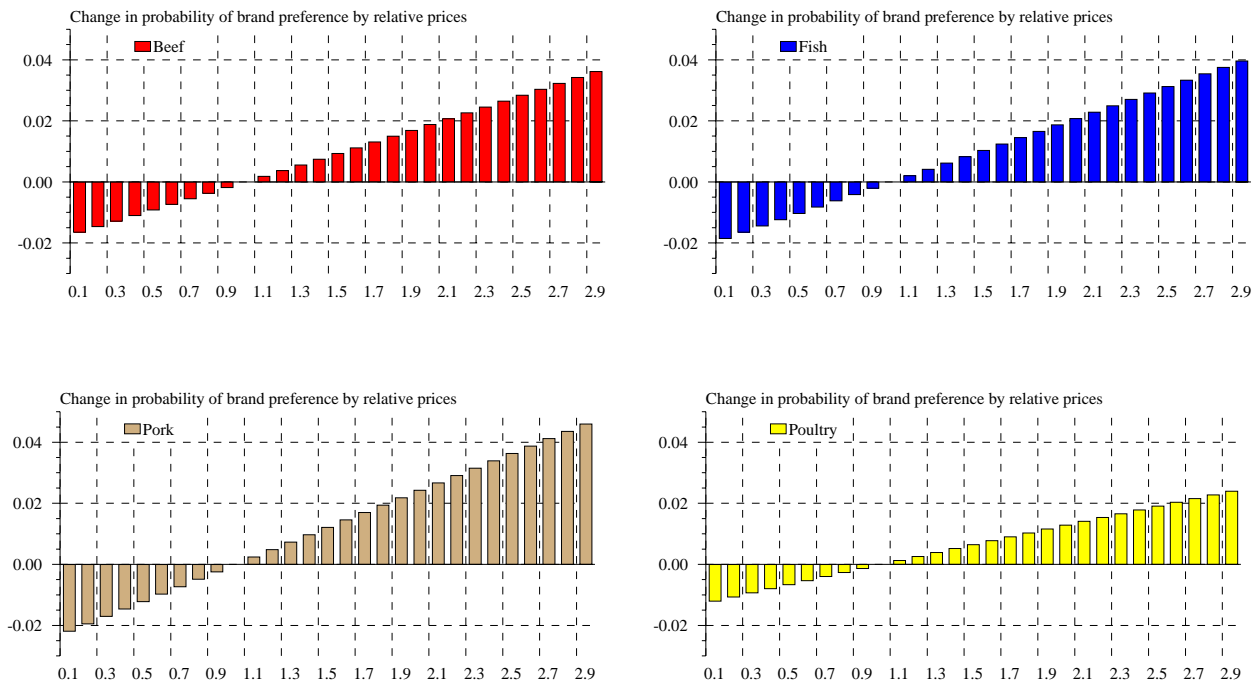 Change in probability of brand preference by relative prices
Beef
0.04
0.02
0.00
-0.02
0.1 0.3 0.5 0.7 0.9 1.1 1.3 1.5 1.7 1.9 2.1 2.3 2.5 2.7 2.9
Change in probability of brand preference by relative prices
Fish
0.04
0.02
0.00
-0.02
0.1 0.3 0.5 0.7 0.9 1.1 1.3 1.5 1.7 1.9 2.1 2.3 2.5 2.7 2.9
Change in probability of brand preference by relative prices
Pork
0.04
0.02
0.00
-0.02
0.1 0.3 0.5 0.7 0.9 1.1 1.3 1.5 1.7 1.9 2.1 2.3 2.5 2.7 2.9
Change in probability of brand preference by relative prices
Poultry
0.04
0.02
0.00
-0.02
0.1 0.3 0.5 0.7 0.9 1.1 1.3 1.5 1.7 1.9 2.1 2.3 2.5 2.7 2.9